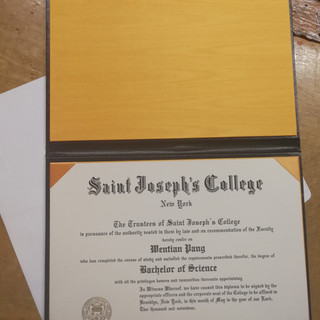 Saint Joseph's College
New York
The Trustees of Saint Joseph's College
in pursuance of the authority vested in them by law and on recommendation of the Faculty
hereby confer on
Wentian Pang
who has completed the course of study and satisfied the requirements prescribed therefor, the degree of
Bachelor of Science
with all the privileges honors and immunities thereunto appertaining
In Witness Whereof, we have caused this diploma to be signed by the
appropriate officers and the corporate seal of the College to be affixed in
Brooklyn, New York, in this month of May in the year of our Lord,
Two thousand and seventeen.